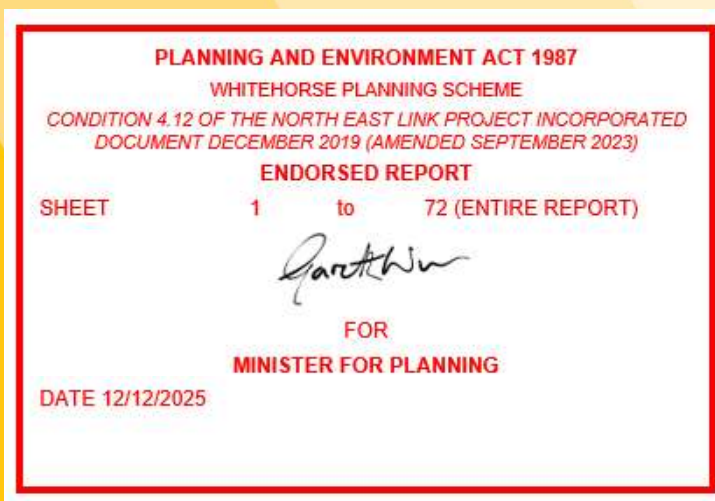 PLANNING AND ENVIRONMENT ACT 1987
WHITEHORSE PLANNING SCHEME
CONDITION 4.12 OF THE NORTH EAST LINK PROJECT INCORPORATED
DOCUMENT DECEMBER 2019 (AMENDED SEPTEMBER 2023)
ENDORSED REPORT
SHEET 1 to 72 (ENTIRE REPORT)
FOR
MINISTER FOR PLANNING
DATE 12/12/2025